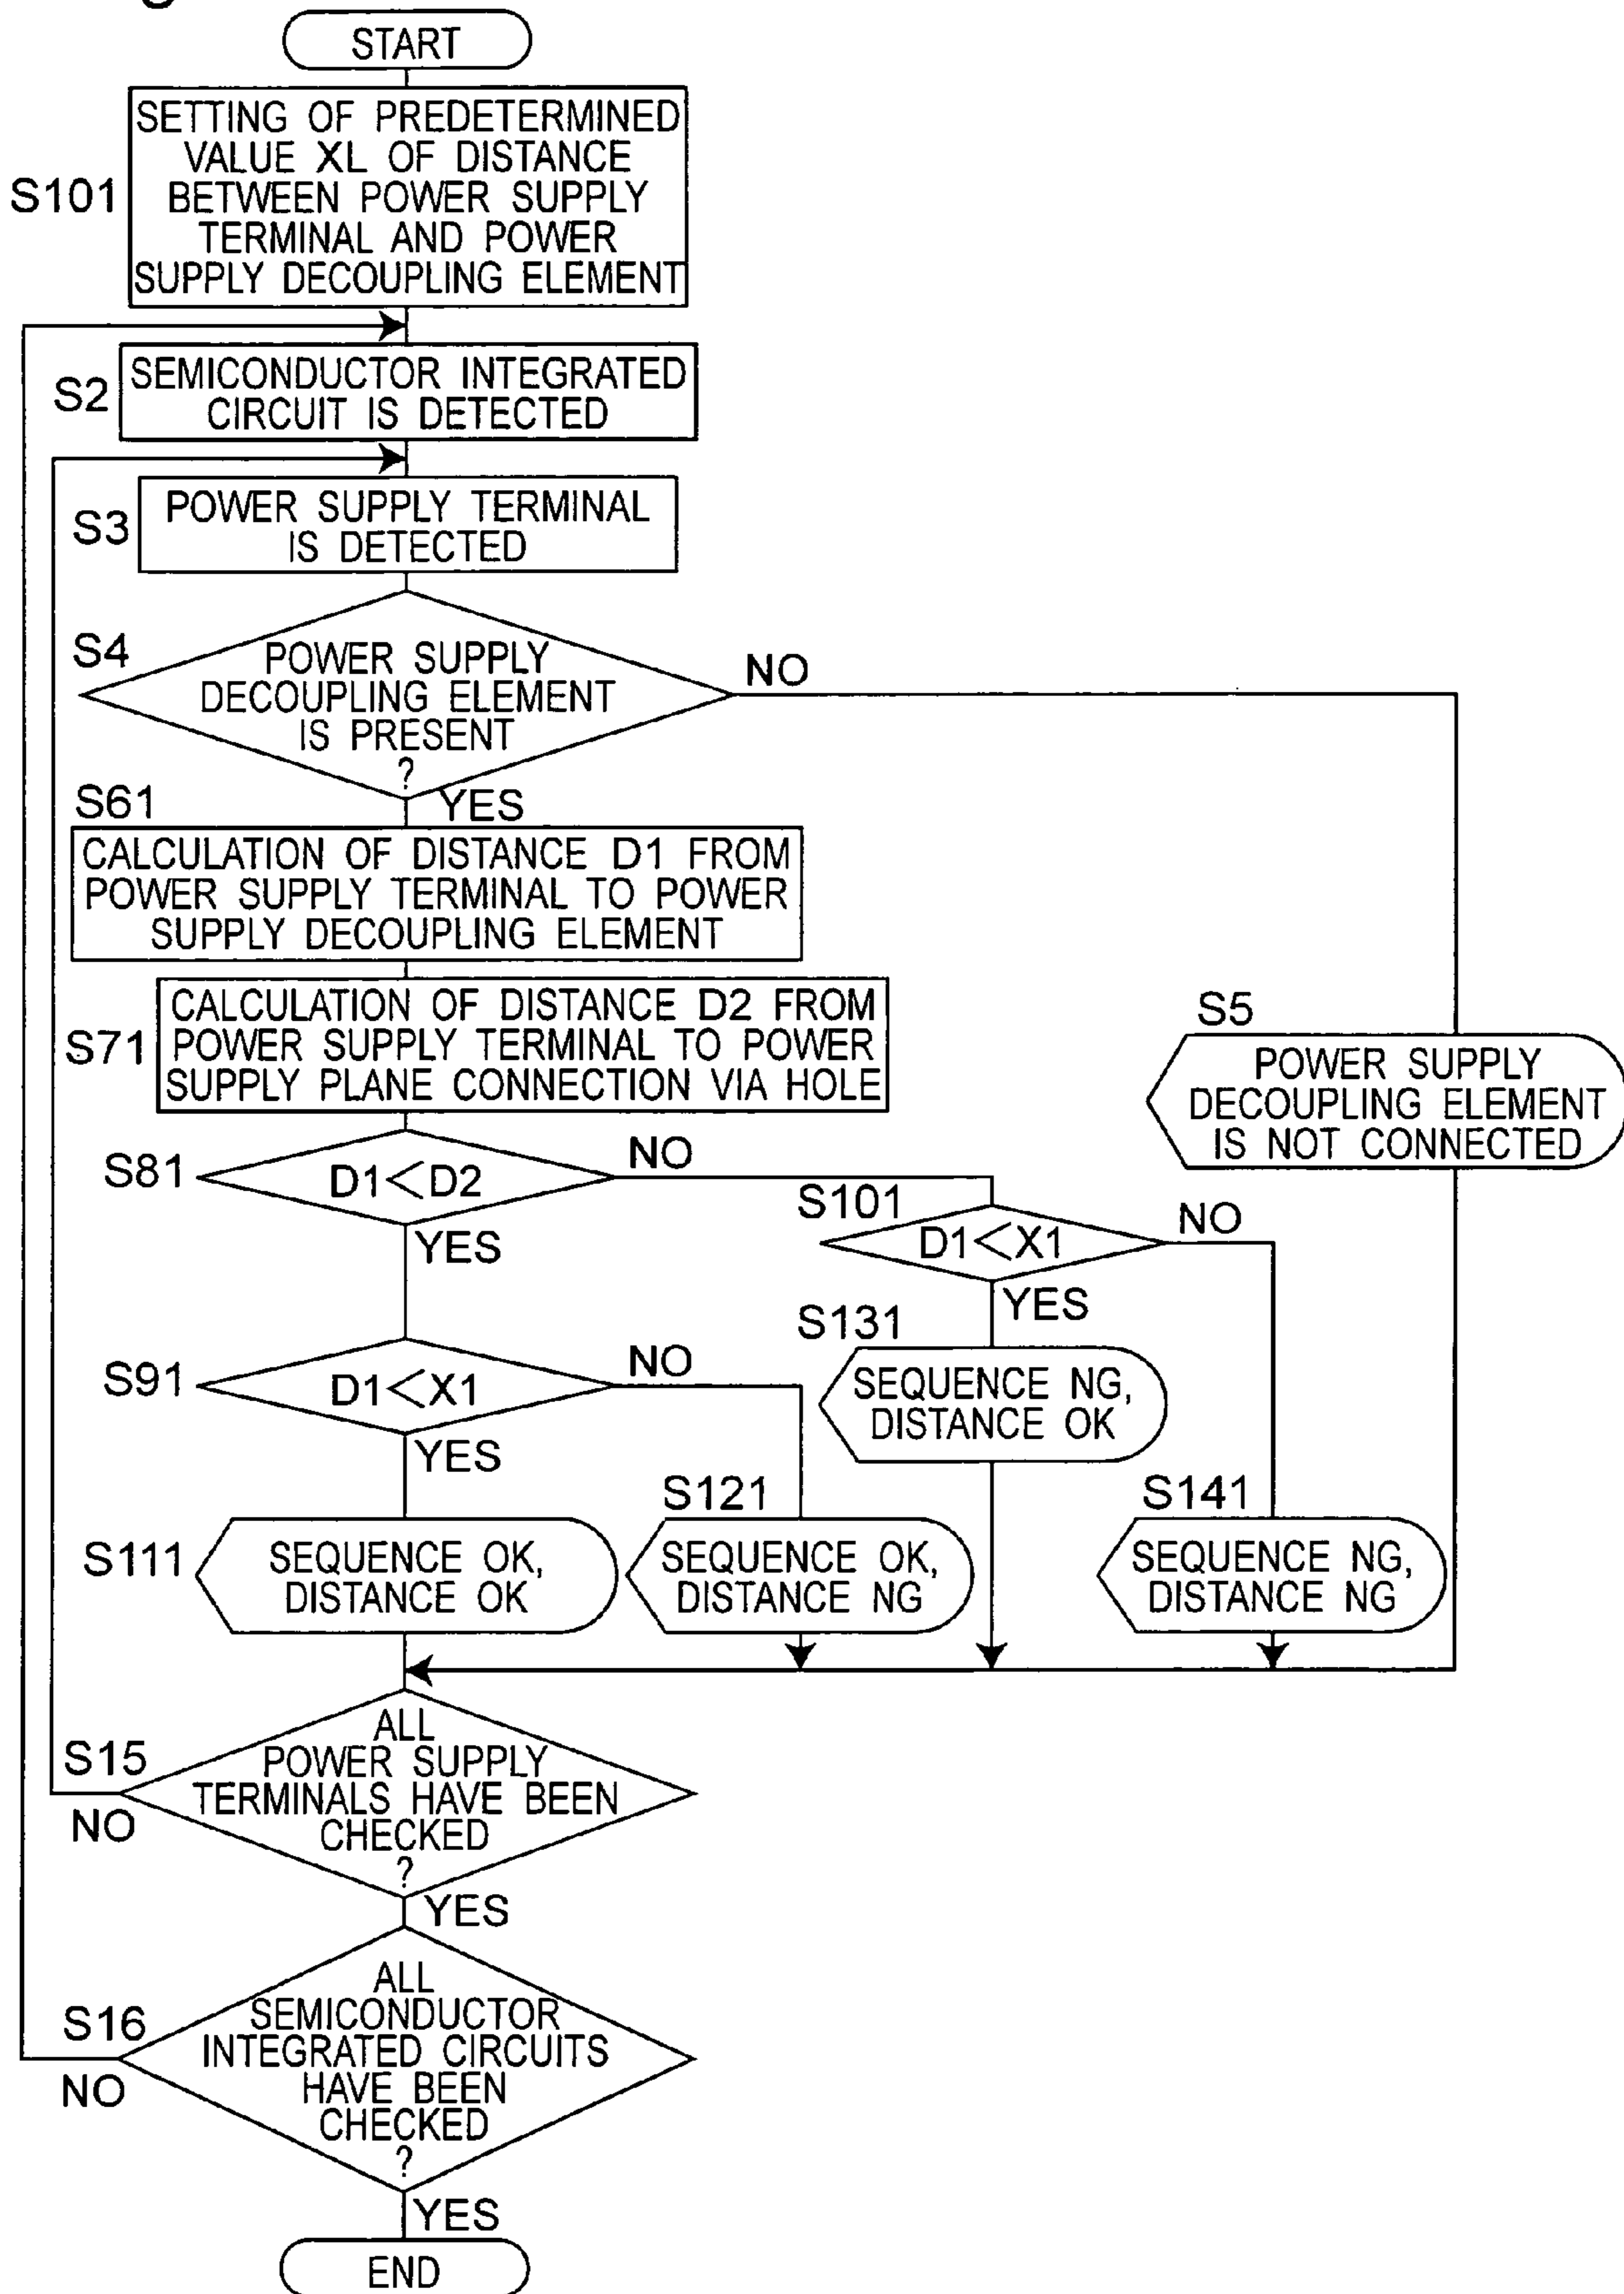 START
SETTING OF PREDETERMINED
VALUE XL OF DISTANCE
BETWEEN POWER SUPPLY
TERMINAL AND POWER
SUPPLY DECOUPLING ELEMENT
S101
SEMICONDUCTOR INTEGRATED
CIRCUIT IS DETECTED
S2
POWER SUPPLY TERMINAL
IS DETECTED
S3
S4
POWER SUPPLY
DECOUPLING ELEMENT
IS PRESENT
?
NO
YES
S61
CALCULATION OF DISTANCE D1 FROM
POWER SUPPLY TERMINAL TO POWER
SUPPLY DECOUPLING ELEMENT
S71
CALCULATION OF DISTANCE D2 FROM
POWER SUPPLY TERMINAL TO POWER
SUPPLY PLANE CONNECTION VIA HOLE
S5
POWER SUPPLY
DECOUPLING ELEMENT
IS NOT CONNECTED
S81
D1<D2
NO
YES
S101
D1<X1
NO
YES
S91
D1<X1
NO
YES
S131
SEQUENCE NG,
DISTANCE OK
S111
SEQUENCE OK,
DISTANCE OK
S121
SEQUENCE OK,
DISTANCE NG
S141
SEQUENCE NG,
DISTANCE NG
S15
ALL
POWER SUPPLY
TERMINALS HAVE BEEN
CHECKED
?
NO
YES
S16
ALL
SEMICONDUCTOR
INTEGRATED CIRCUITS
HAVE BEEN
CHECKED
?
NO
YES
END